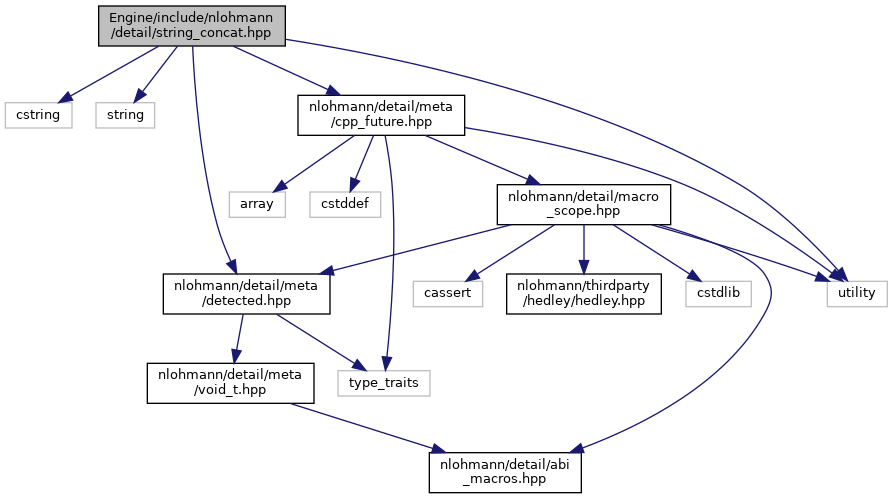 Engine/include/nlohmann
/detail/string_concat.hpp
cstring
string
nlohmann/detail/meta
/cpp_future.hpp
array
cstddef
nlohmann/detail/macro
_scope.hpp
nlohmann/detail/meta
/detected.hpp
cassert
nlohmann/thirdparty
/hedley/hedley.hpp
cstdlib
utility
nlohmann/detail/meta
/void_t.hpp
type_traits
nlohmann/detail/abi
_macros.hpp